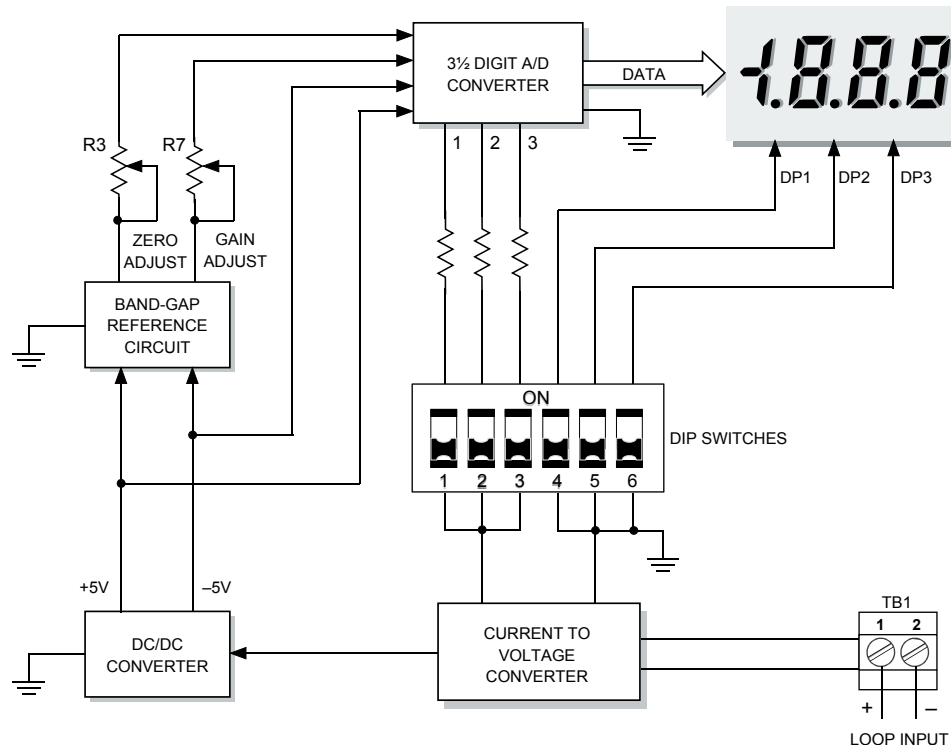 3½ DIGIT A/D
CONVERTER
DATA
-1.8.8.8
1 2 3
DP1 DP2 DP3
R3 R7
ZERO
ADJUST
GAIN
ADJUST
BAND-GAP
REFERENCE
CIRCUIT
ON
DIP SWITCHES
1 2 3 4 5 6
+5V –5V
DC/DC
CONVERTER
CURRENT TO
VOLTAGE
CONVERTER
TB1
1 2
+ –
LOOP INPUT